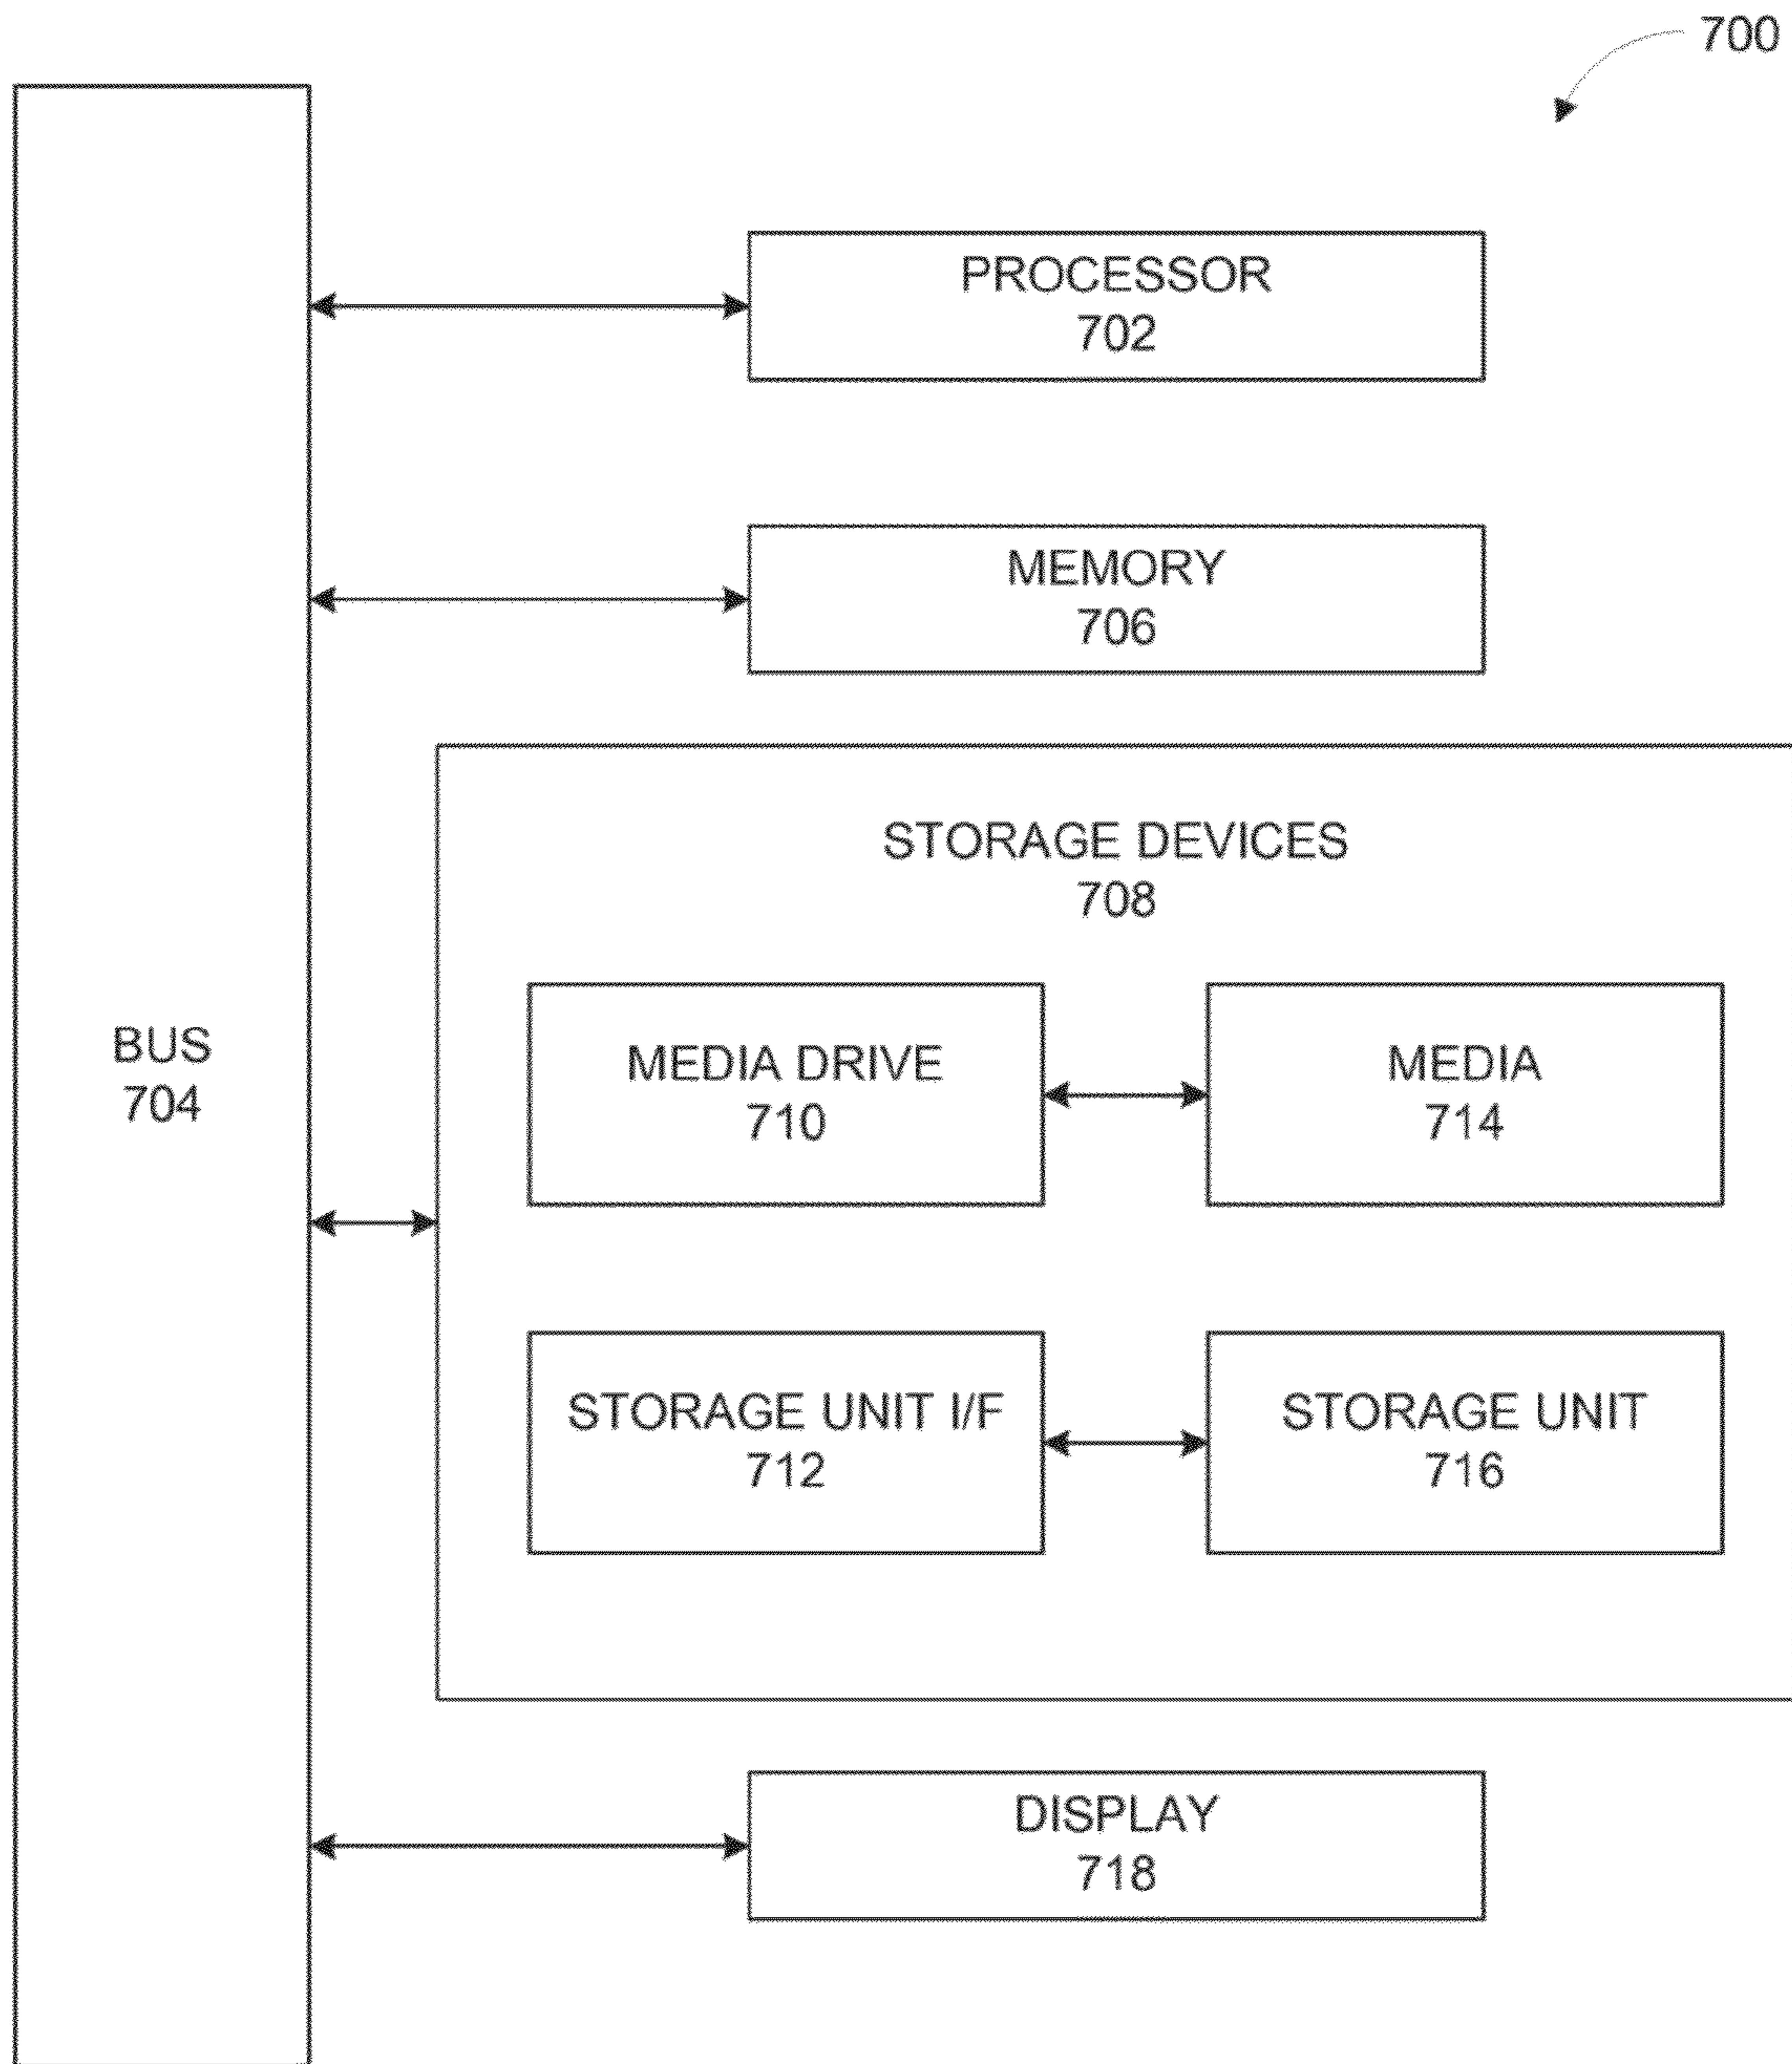 700
PROCESSOR
702
MEMORY
706
STORAGE DEVICES
708
BUS
704
MEDIA DRIVE
710
MEDIA
714
STORAGE UNIT I/F
712
STORAGE UNIT
716
DISPLAY
718